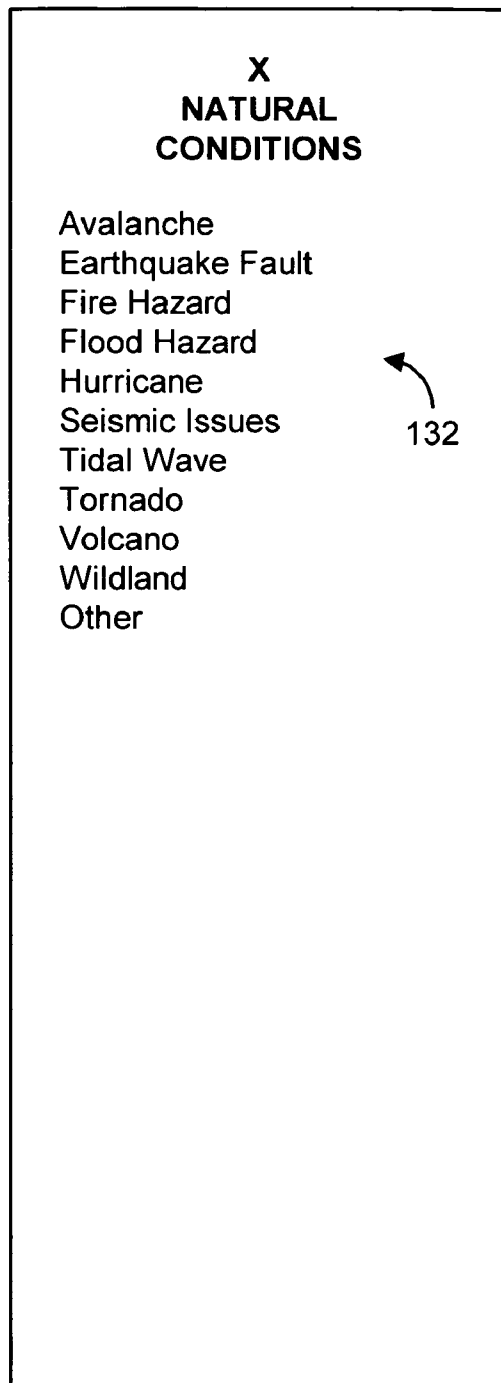 X
NATURAL
CONDITIONS
Avalanche
Earthquake Fault
Fire Hazard
Flood Hazard
Hurricane
Seismic Issues
132
Tidal Wave
Tornado
Volcano
Wildland
Other